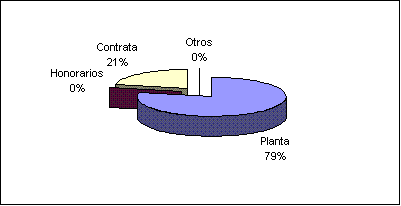 Otros
0%
Contrata
21%
Honorarios
0%
Planta
79%